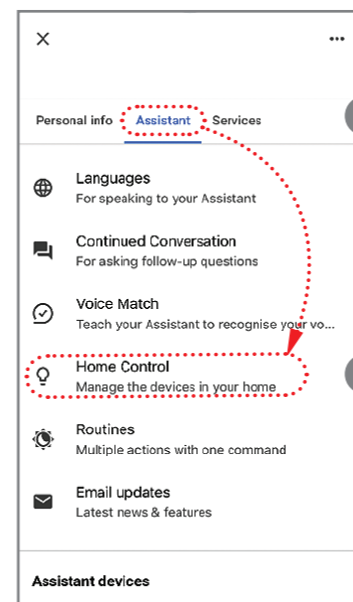 Personal info Assistant Services
Languages
For speaking to your Assistant
Continued Conversation
For asking follow-up questions
Voice Match
Teach your Assistant to recognise your vo...
Home Control
Manage the devices in your home
Routines
Multiple actions with one command
Email updates
Latest news & features
Assistant devices